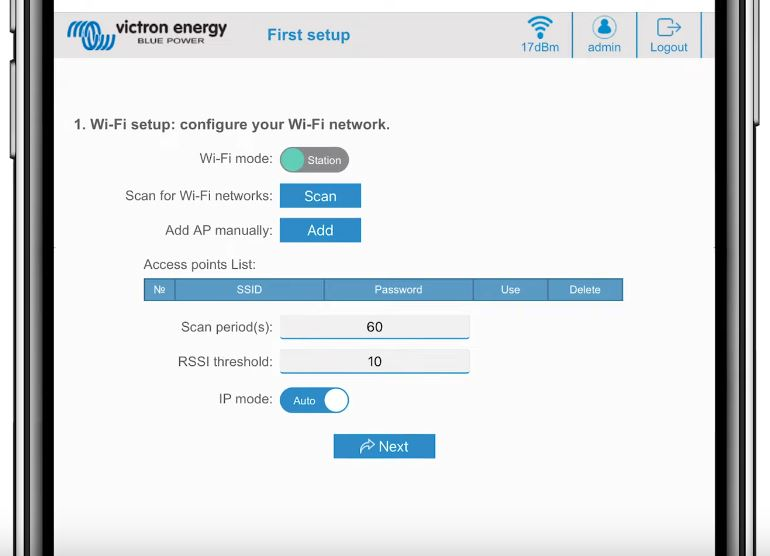 victron energy
BLUE POWER
First setup
17dBm
admin
Logout
1. Wi-Fi setup: configure your Wi-Fi network.
Wi-Fi mode: Station
Scan for Wi-Fi networks: Scan
Add AP manually: Add
Access points List:
№ SSID Password Use Delete
Scan period(s): 60
RSSI threshold: 10
IP mode: Auto
Next